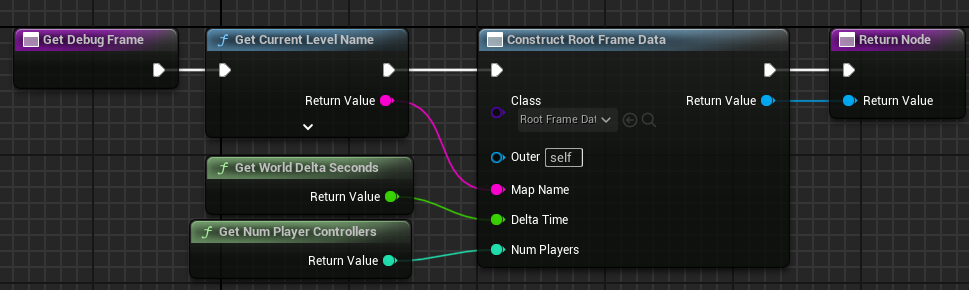 Get Debug Frame
Get Current Level Name
Return Value
Get World Delta Seconds
Return Value
Get Num Player Controllers
Return Value
Construct Root Frame Data
Class
Root Frame Dat
Return Value
Outer self
Map Name
Delta Time
Num Players
Return Node
Return Value